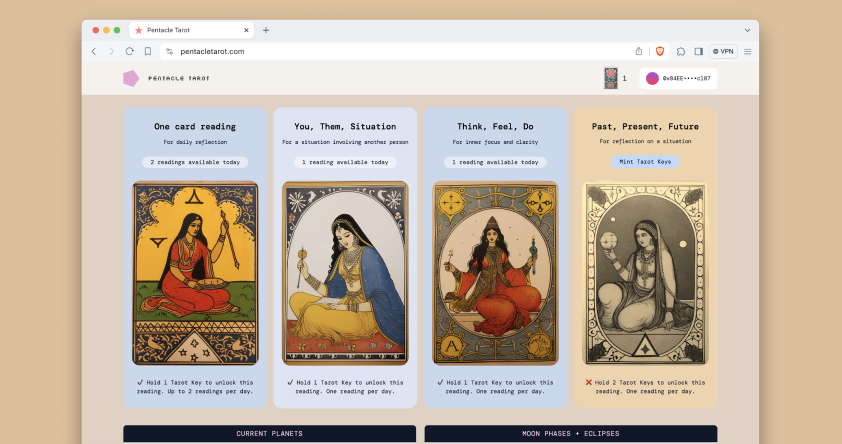 Pentacle Tarot
pentacletarot.com
VPN
PENTACLE TAROT
1
0x84EE••••c187
One card reading
For daily reflection
2 readings available today
✓ Hold 1 Tarot Key to unlock this
reading. Up to 2 readings per day.
You, Them, Situation
For a situation involving another person
1 reading available today
✓ Hold 1 Tarot Key to unlock this
reading. One reading per day.
Think, Feel, Do
For inner focus and clarity
1 reading available today
A
✓ Hold 1 Tarot Key to unlock this
reading. One reading per day.
Past, Present, Future
For reflection on a situation
Mint Tarot Keys
❌ Hold 2 Tarot Keys to unlock this
reading. One reading per day.
CURRENT PLANETS
MOON PHASES + ECLIPSES